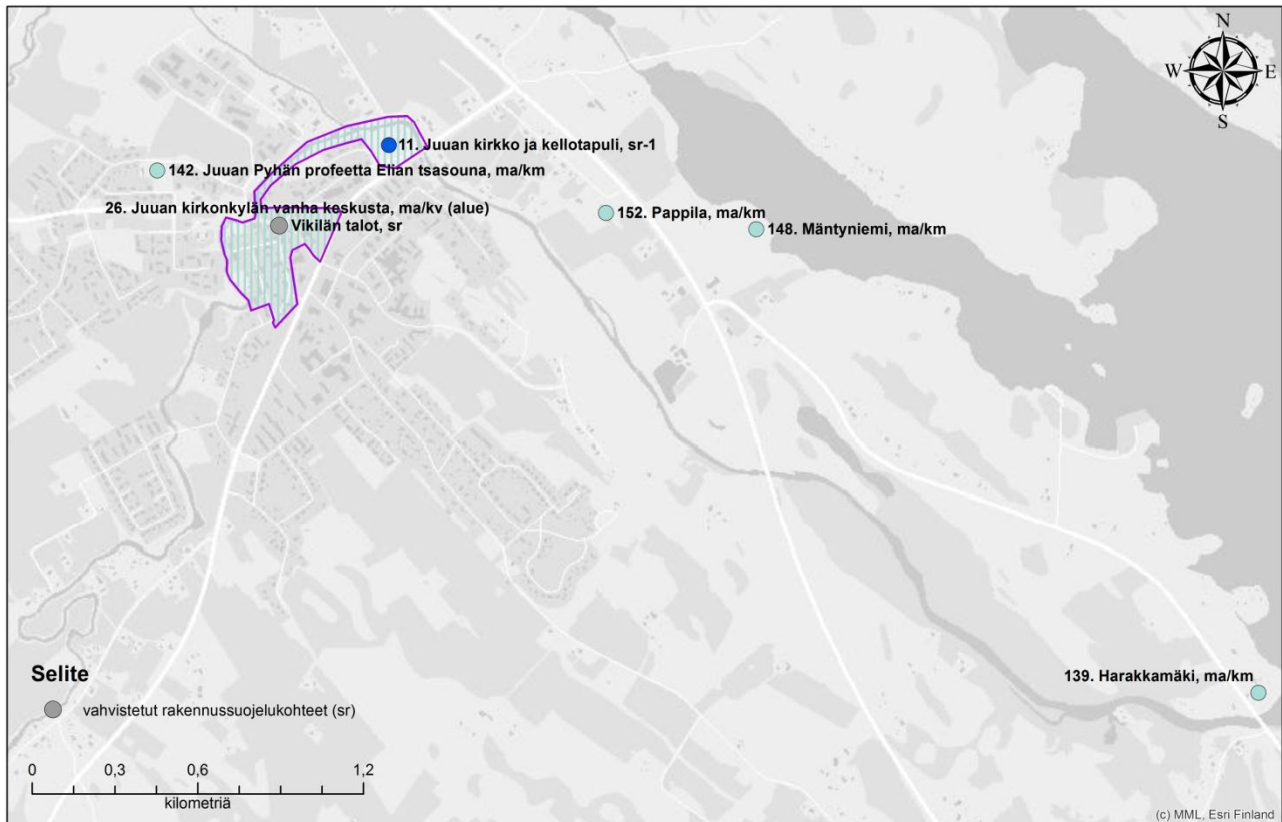 N
W E
S
11. Juuan kirkko ja kellotapuli, sr-1
142. Juuan Pyhän profeetta Elian tsasouna, ma/km
26. Juuan kirkonkylän vanha keskusta, ma/kv (alue)
Vikilän talot, sr
152. Pappila, ma/km
148. Mäntyniemi, ma/km
139. Harakkamäki, ma/km
Selite
vahvistetut rakennussuojelukohteet (sr)
0 0,3 0,6 1,2
kilometriä
(c) MML, Esri Finland